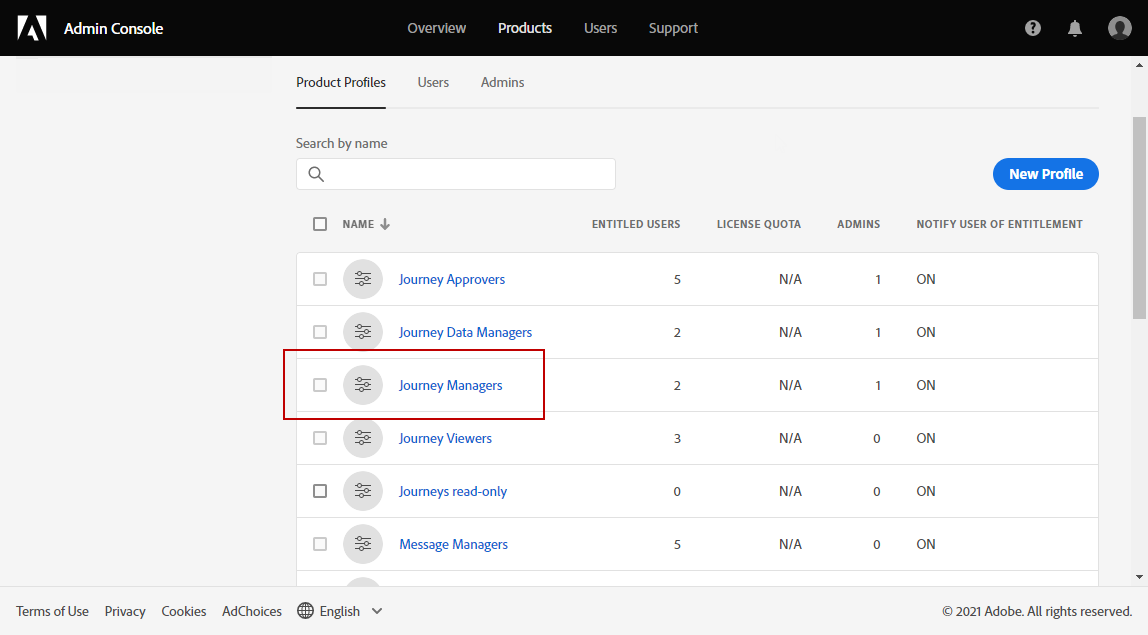 Admin Console Overview Products Users Support
Product Profiles Users Admins
Search by name
New Profile
NAME ENTITLED USERS LICENSE QUOTA ADMINS NOTIFY USER OF ENTITLEMENT
Journey Approvers 5 N/A 1 ON
Journey Data Managers 2 N/A 1 ON
Journey Managers 2 N/A 1 ON
Journey Viewers 3 N/A 0 ON
Journeys read-only 0 N/A 0 ON
Message Managers 5 N/A 0 ON
Terms of Use Privacy Cookies AdChoices English © 2021 Adobe. All rights reserved.